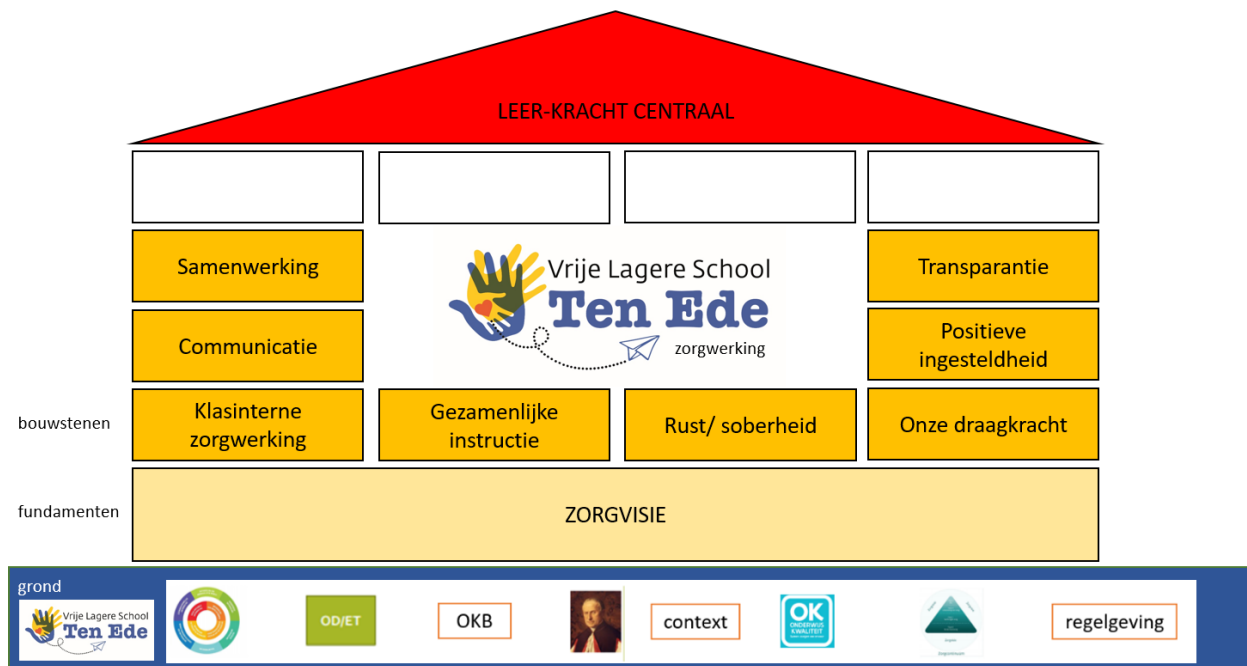 LEER-KRACHT CENTRAAL
Samenwerking
Vrije Lagere School
Ten Ede
zorgwerking
Transparantie
Communicatie
Positieve
ingesteldheid
bouwstenen
Klasinterne
zorgwerking
Gezamenlijke
instructie
Rust/ soberheid
Onze draagkracht
fundamenten
ZORGVISIE
grond
Vrije Lagere School
Ten Ede
OD/ET
OKB
context
OK
ONDERWIJS
KWALITEIT
regelgeving